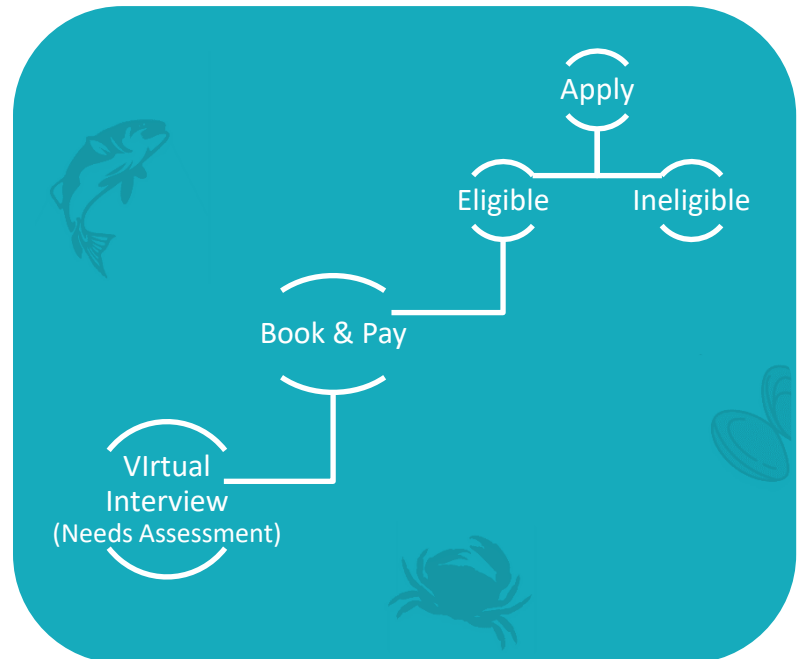 Apply
Eligible
Ineligible
Book & Pay
VIrtual
Interview
(Needs Assessment)